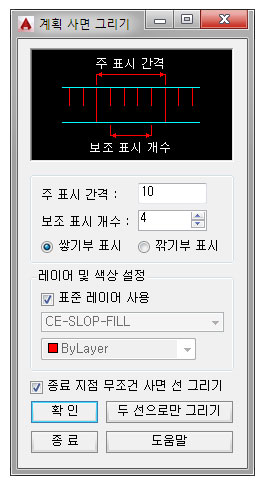 계획 사면 그리기
주 표시 간격
보조 표시 개수
주 표시 간격 : 10
보조 표시 개수 : 4
쌓기부 표시 깎기부 표시
레이어 및 색상 설정
표준 레이어 사용
CE-SLOP-FILL
ByLayer
종료 지점 무조건 사면 선 그리기
확 인 두 선으로만 그리기
종 료 도움말